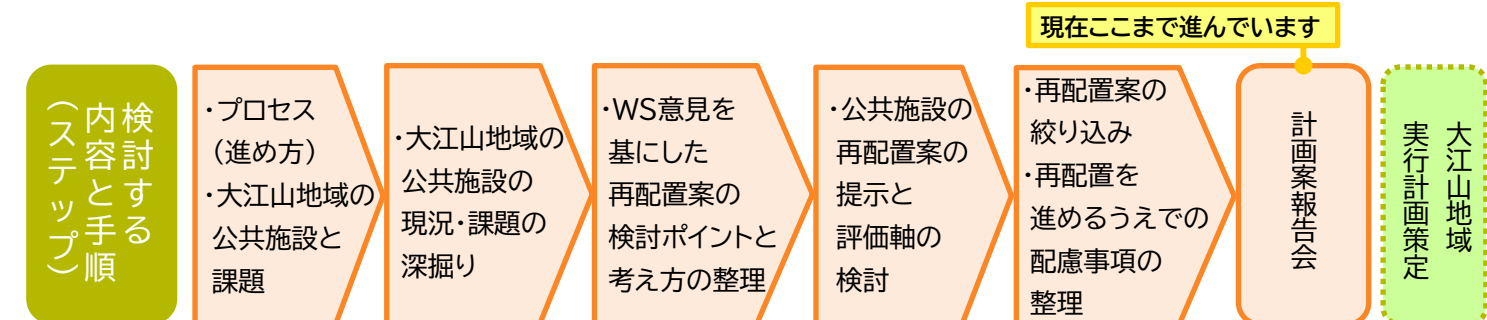 現在ここまで進んでいます
検討する
内容と手順
（ステップ）
・プロセス
（進め方）
・大江山地域の
公共施設と
課題
・大江山地域の
公共施設の
現況・課題の
深掘り
・WS意見を
基にした
再配置案の
検討ポイントと
考え方の整理
・公共施設の
再配置案の
提示と
評価軸の
検討
・再配置案の
絞り込み
・再配置を
進めるうえでの
配慮事項の
整理
計画案報告会
大江山地域
実行計画策定